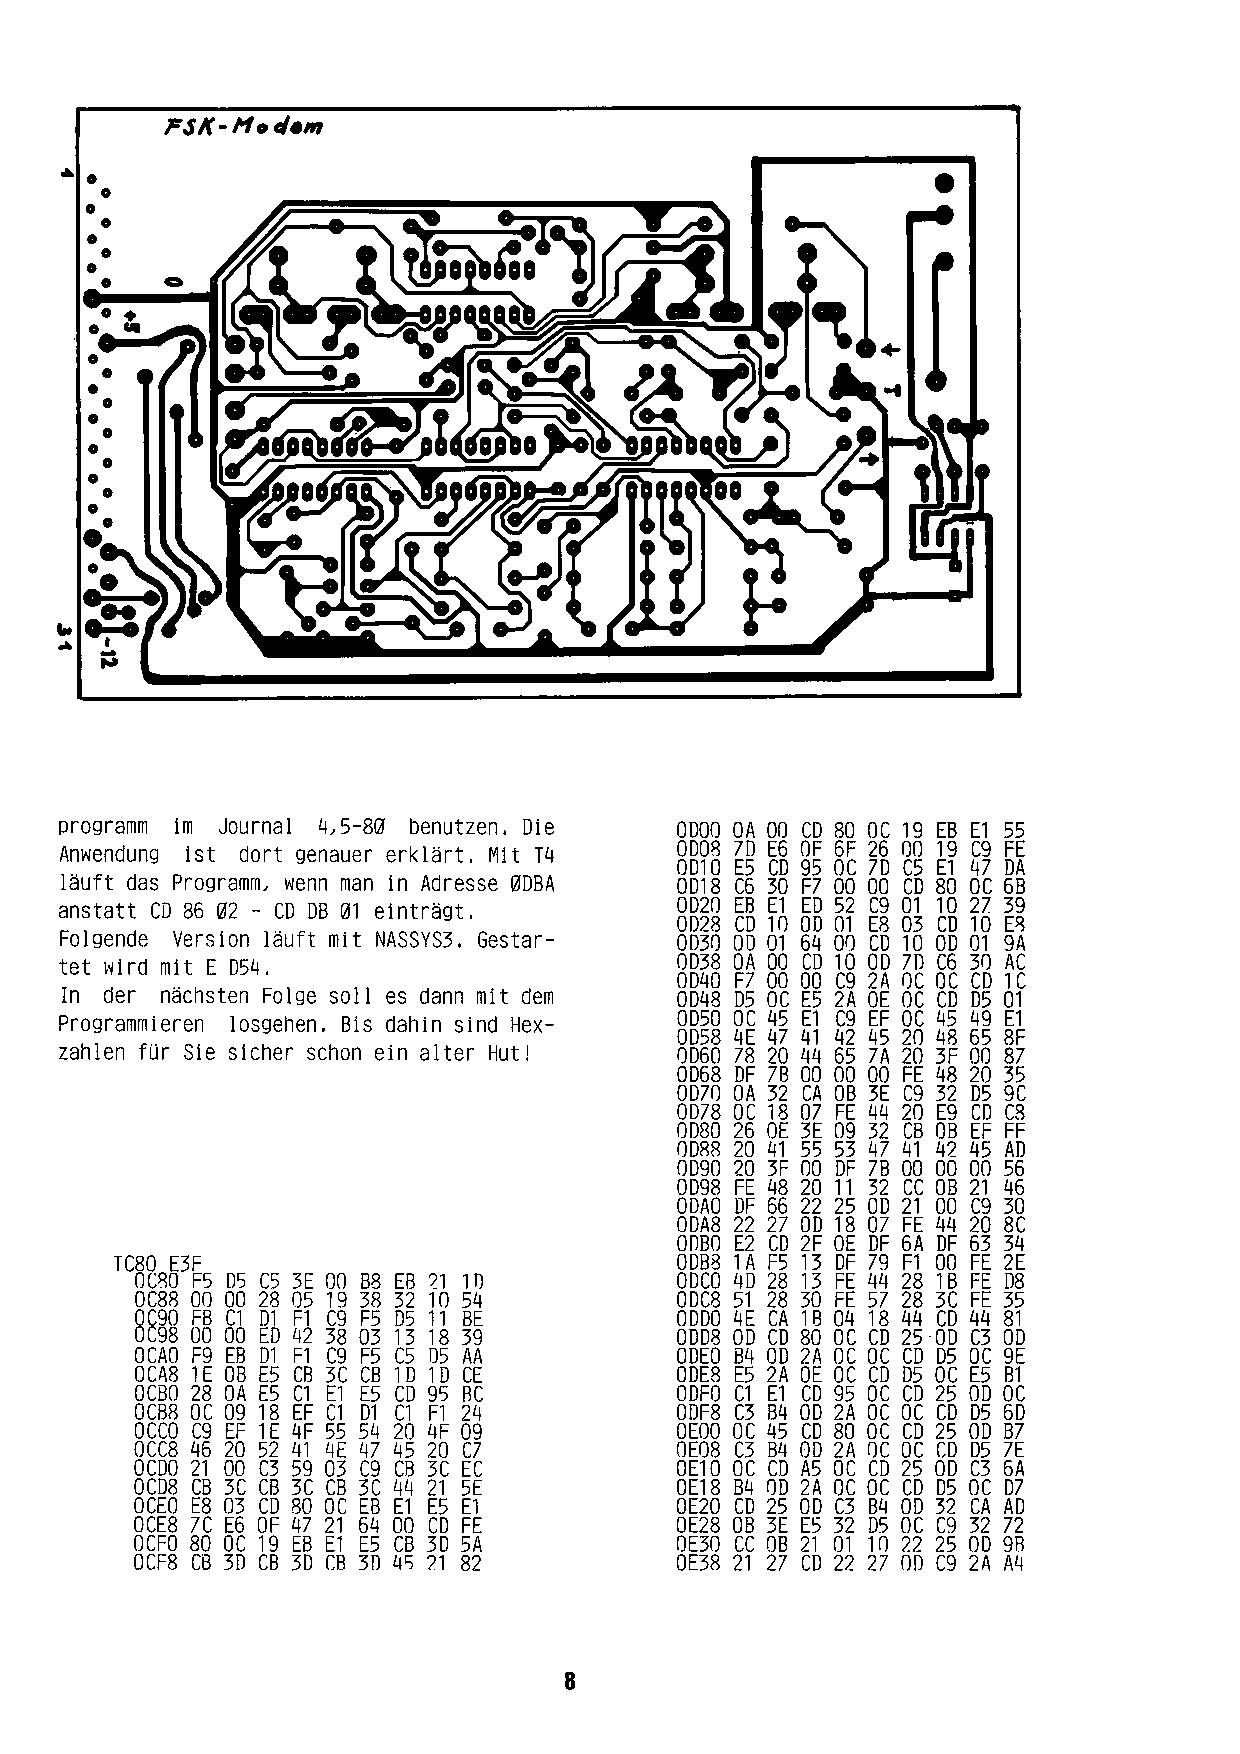 FSK-Modem
1
0
+5
31
-12
programm im Journal 4,5-80 benutzen. Die
Anwendung ist dort genauer erklärt. Mit T4
läuft das Programm, wenn man in Adresse 0DBA
anstatt CD 86 02 - CD DB 01 einträgt.
Folgende Version läuft mit NASSYS3. Gestar-
tet wird mit E D54.
In der nächsten Folge soll es dann mit dem
Programmieren losgehen. Bis dahin sind Hex-
zahlen für Sie sicher schon ein alter Hut!
TC80 E3F
0C80 F5 D5 C5 3E 00 B8 EB 21 1D
0C88 00 00 28 05 19 38 32 10 54
0C90 FB C1 D1 F1 C9 F5 D5 11 BE
0C98 00 00 ED 42 38 03 13 18 39
0CA0 F9 EB D1 F1 C9 F5 C5 D5 AA
0CA8 1E 0B E5 CB 3C CB 1D 1D CE
0CB0 28 0A E5 C1 E1 E5 CD 95 BC
0CB8 0C 09 18 EF C1 D1 C1 F1 24
0CC0 C9 EF 1E 4F 55 54 20 4F 09
0CC8 46 20 52 41 4E 47 45 20 C7
0CD0 21 00 C3 59 03 C9 CB 3C EC
0CD8 CB 3C CB 3C CB 3C 44 21 5E
0CE0 E8 03 CD 80 0C EB E1 E5 E1
0CE8 7C E6 0F 47 21 64 00 CD FE
0CF0 80 0C 19 EB E1 E5 CB 3D 5A
0CF8 CB 3D CB 3D CB 3D 45 21 82
0D00 0A 00 CD 80 0C 19 EB E1 55
0D08 7D E6 0F 6F 26 00 19 C9 FE
0D10 E5 CD 95 0C 7D C5 E1 47 DA
0D18 C6 30 F7 00 00 CD 80 0C 6B
0D20 EB E1 ED 52 C9 01 10 27 39
0D28 CD 10 0D 01 E8 03 CD 10 E8
0D30 0D 01 64 00 CD 10 0D 01 9A
0D38 0A 00 CD 10 0D 7D C6 30 AC
0D40 F7 00 00 C9 2A 0C 0C CD 1C
0D48 D5 0C E5 2A 0E 0C CD D5 01
0D50 0C 45 E1 C9 EF 0C 45 49 E1
0D58 4E 47 41 42 45 20 48 65 8F
0D60 78 20 44 65 7A 20 3F 00 87
0D68 DF 7B 00 00 00 FE 48 20 35
0D70 0A 32 CA 0B 3E C9 32 D5 9C
0D78 0C 18 07 FE 44 20 E9 CD C8
0D80 26 0E 3E 09 32 CB 0B EF FF
0D88 20 41 55 53 47 41 42 45 AD
0D90 20 3F 00 DF 7B 00 00 00 56
0D98 FE 48 20 11 32 CC 0B 21 46
0DA0 DF 66 22 25 0D 21 00 C9 30
0DA8 22 27 0D 18 07 FE 44 20 8C
0DB0 E2 CD 2F 0E DF 6A DF 63 34
0DB8 1A F5 13 DF 79 F1 00 FE 2E
0DC0 4D 28 13 FE 44 28 1B FE D8
0DC8 51 28 30 FE 57 28 3C FE 35
0DD0 4E CA 1B 04 18 44 CD 44 81
0DD8 0D CD 80 0C CD 25 0D C3 0D
0DE0 B4 0D 2A 0C 0C CD D5 0C 9E
0DE8 E5 2A 0E 0C CD D5 0C E5 B1
0DF0 C1 E1 CD 95 0C CD 25 0D 0C
0DF8 C3 B4 0D 2A 0C 0C CD D5 6D
0E00 0C 45 CD 80 0C CD 25 0D B7
0E08 C3 B4 0D 2A 0C 0C CD D5 7E
0E10 0C CD A5 0C CD 25 0D C3 6A
0E18 B4 0D 2A 0C 0C CD D5 0C D7
0E20 CD 25 0D C3 B4 0D 32 CA AD
0E28 0B 3E E5 32 D5 0C C9 32 72
0E30 CC 0B 21 01 10 22 25 0D 9B
0E38 21 27 CD 22 27 0D C9 2A A4
8